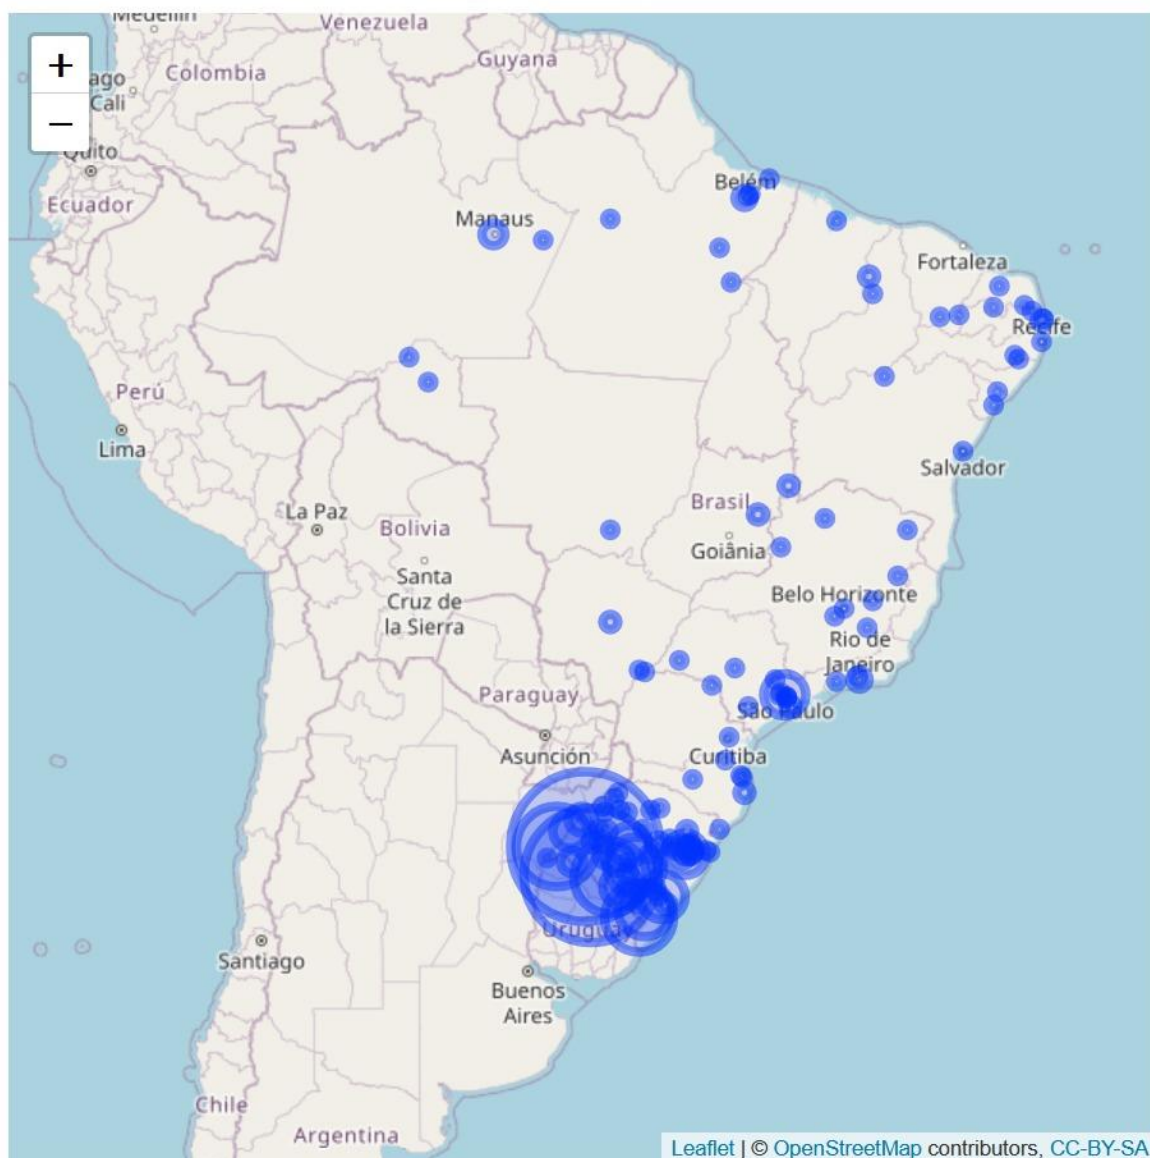 Medellín
Venezuela
+
Guyana
Colombia
ago
Cali
−
Quito
Belém
Ecuador
Manaus
Fortaleza
Recife
Perú
Lima
Salvador
Brasil
La Paz
Bolivia
Goiânia
Santa
Cruz de
la Sierra
Belo Horizonte
Rio de
Janeiro
Paraguay
São Paulo
Asunción
Curitiba
Uruguay
Santiago
Buenos
Aires
Chile
Argentina
Leaflet | © OpenStreetMap contributors, CC-BY-SA